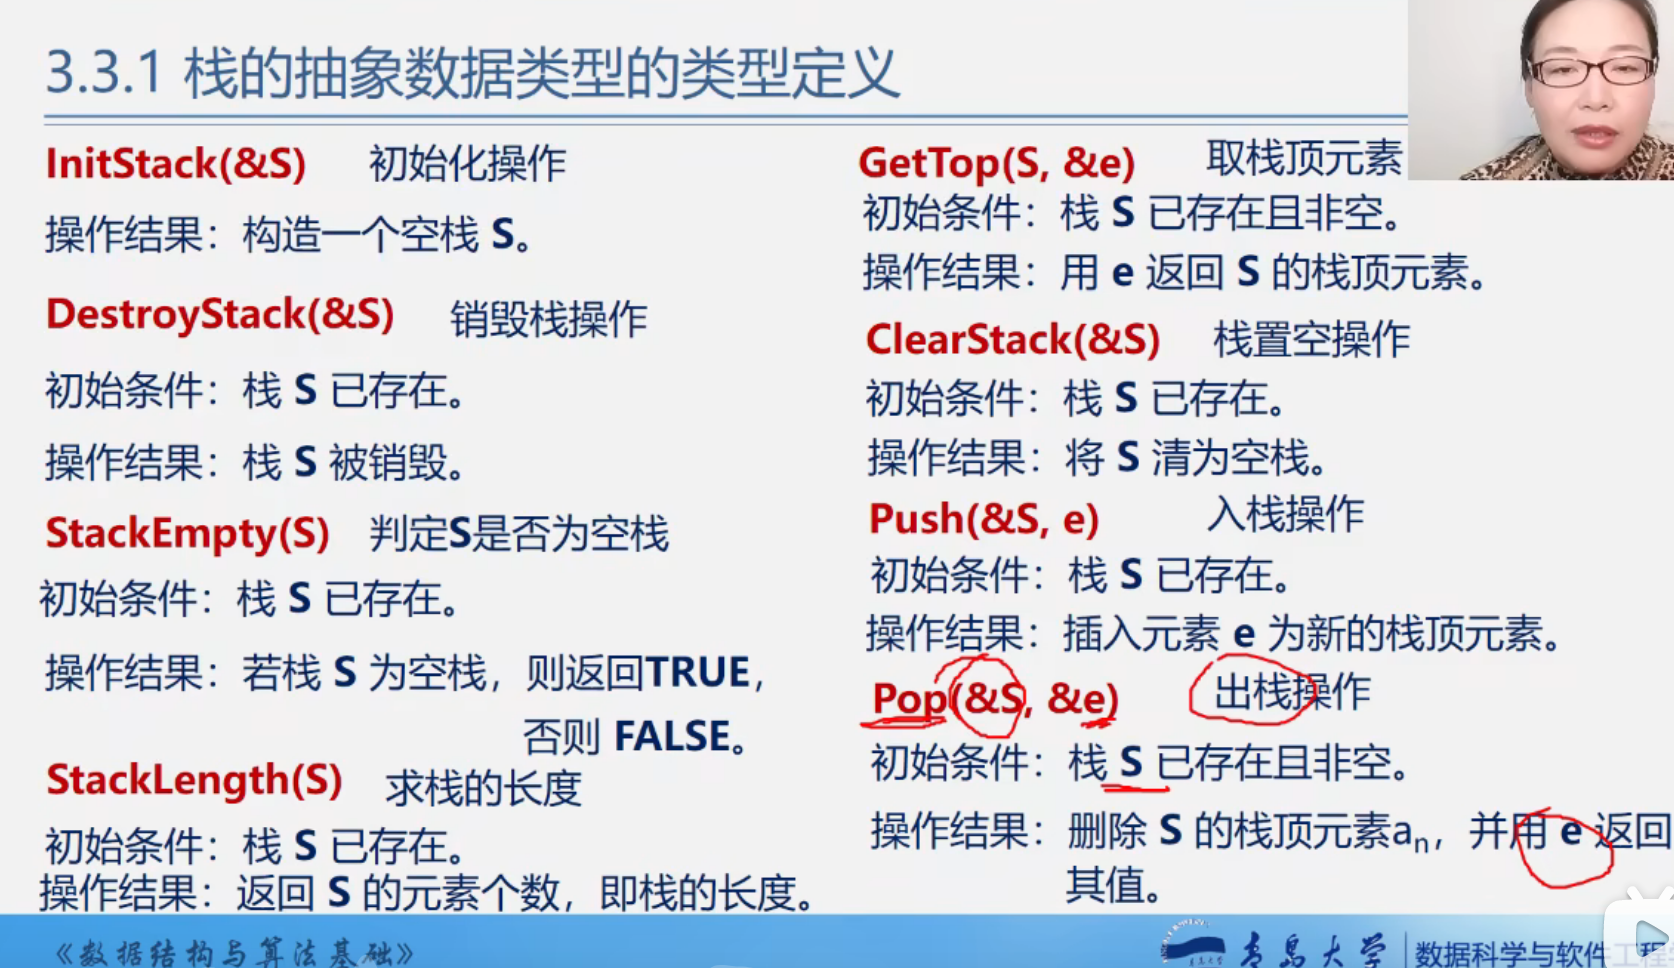 3.3.1 栈的抽象数据类型的类型定义
InitStack(&S) 初始化操作
操作结果：构造一个空栈 S。
DestroyStack(&S) 销毁栈操作
初始条件：栈 S 已存在。
操作结果：栈 S 被销毁。
StackEmpty(S) 判定S是否为空栈
初始条件：栈 S 已存在。
操作结果：若栈 S 为空栈，则返回TRUE，
否则 FALSE。
StackLength(S) 求栈的长度
初始条件：栈 S 已存在。
操作结果：返回 S 的元素个数，即栈的长度。
GetTop(S, &e) 取栈顶元素
初始条件：栈 S 已存在且非空。
操作结果：用 e 返回 S 的栈顶元素。
ClearStack(&S) 栈置空操作
初始条件：栈 S 已存在。
操作结果：将 S 清为空栈。
Push(&S, e) 入栈操作
初始条件：栈 S 已存在。
操作结果：插入元素 e 为新的栈顶元素。
Pop(&S, &e) 出栈操作
初始条件：栈 S 已存在且非空。
操作结果：删除 S 的栈顶元素aₙ，并用 e 返回
其值。
《数据结构与算法基础》
青岛大学 数据科学与软件工程